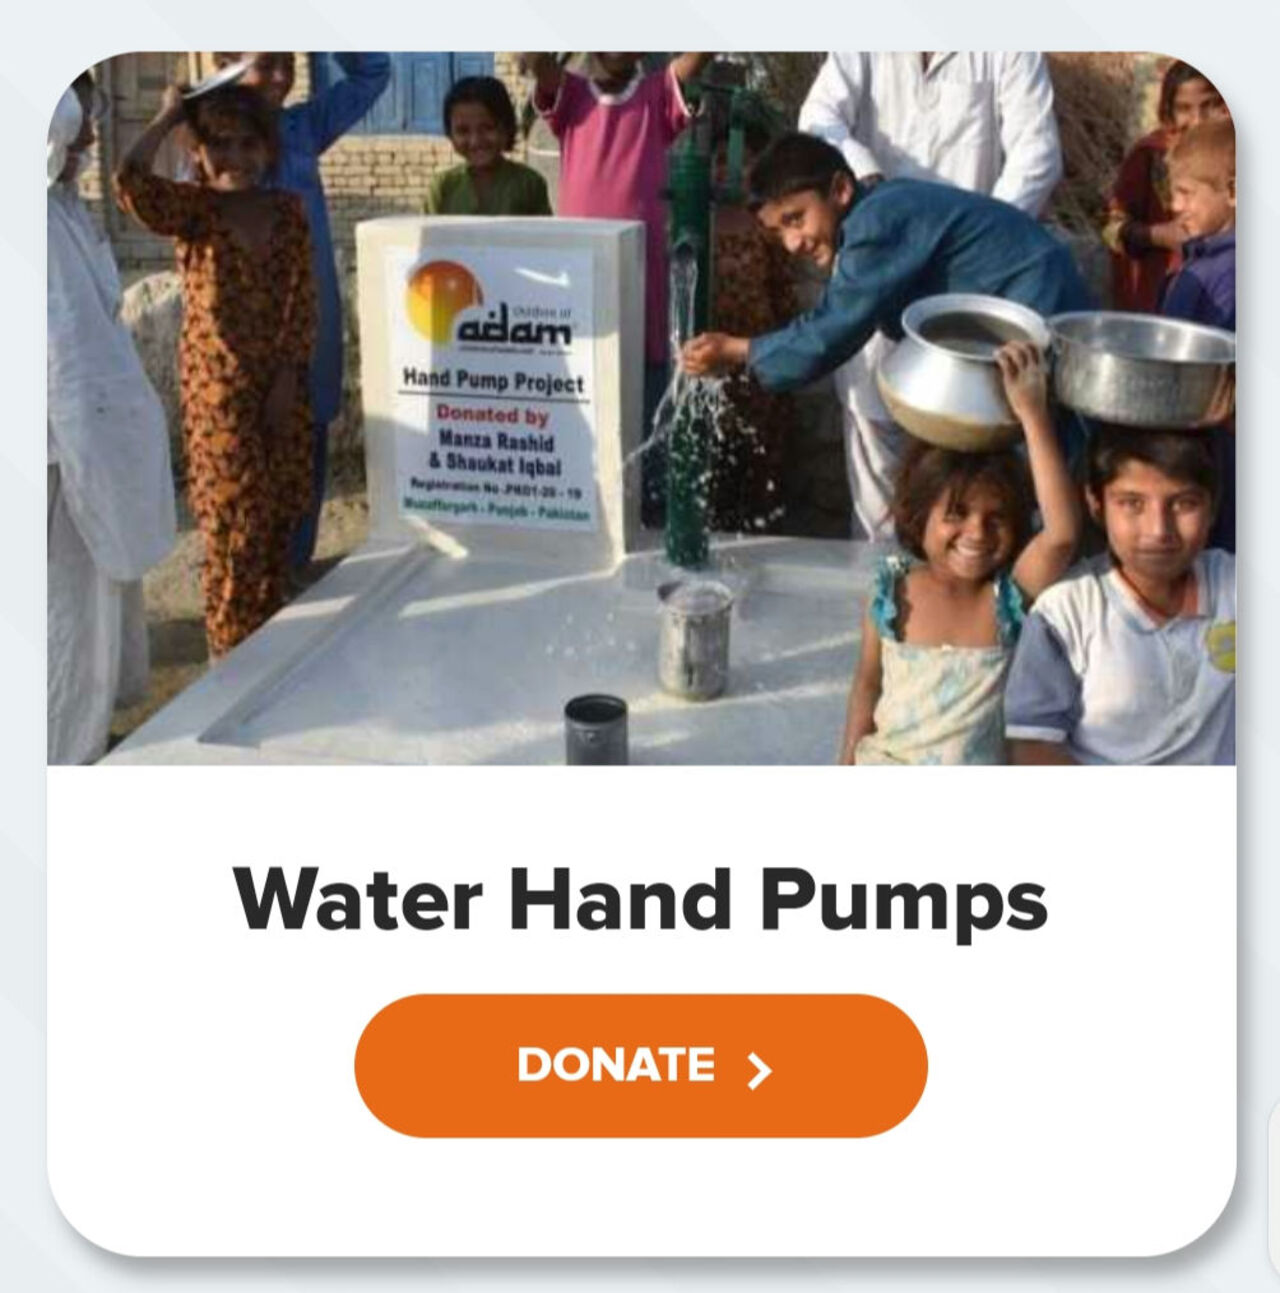 children of
adam
Hand Pump Project
Donated by
Manza Rashid
& Shaukat Iqbal
Registration No .PK01-20 - 19
Muzaffargarh - Punjab - Pakistan
Water Hand Pumps
DONATE >